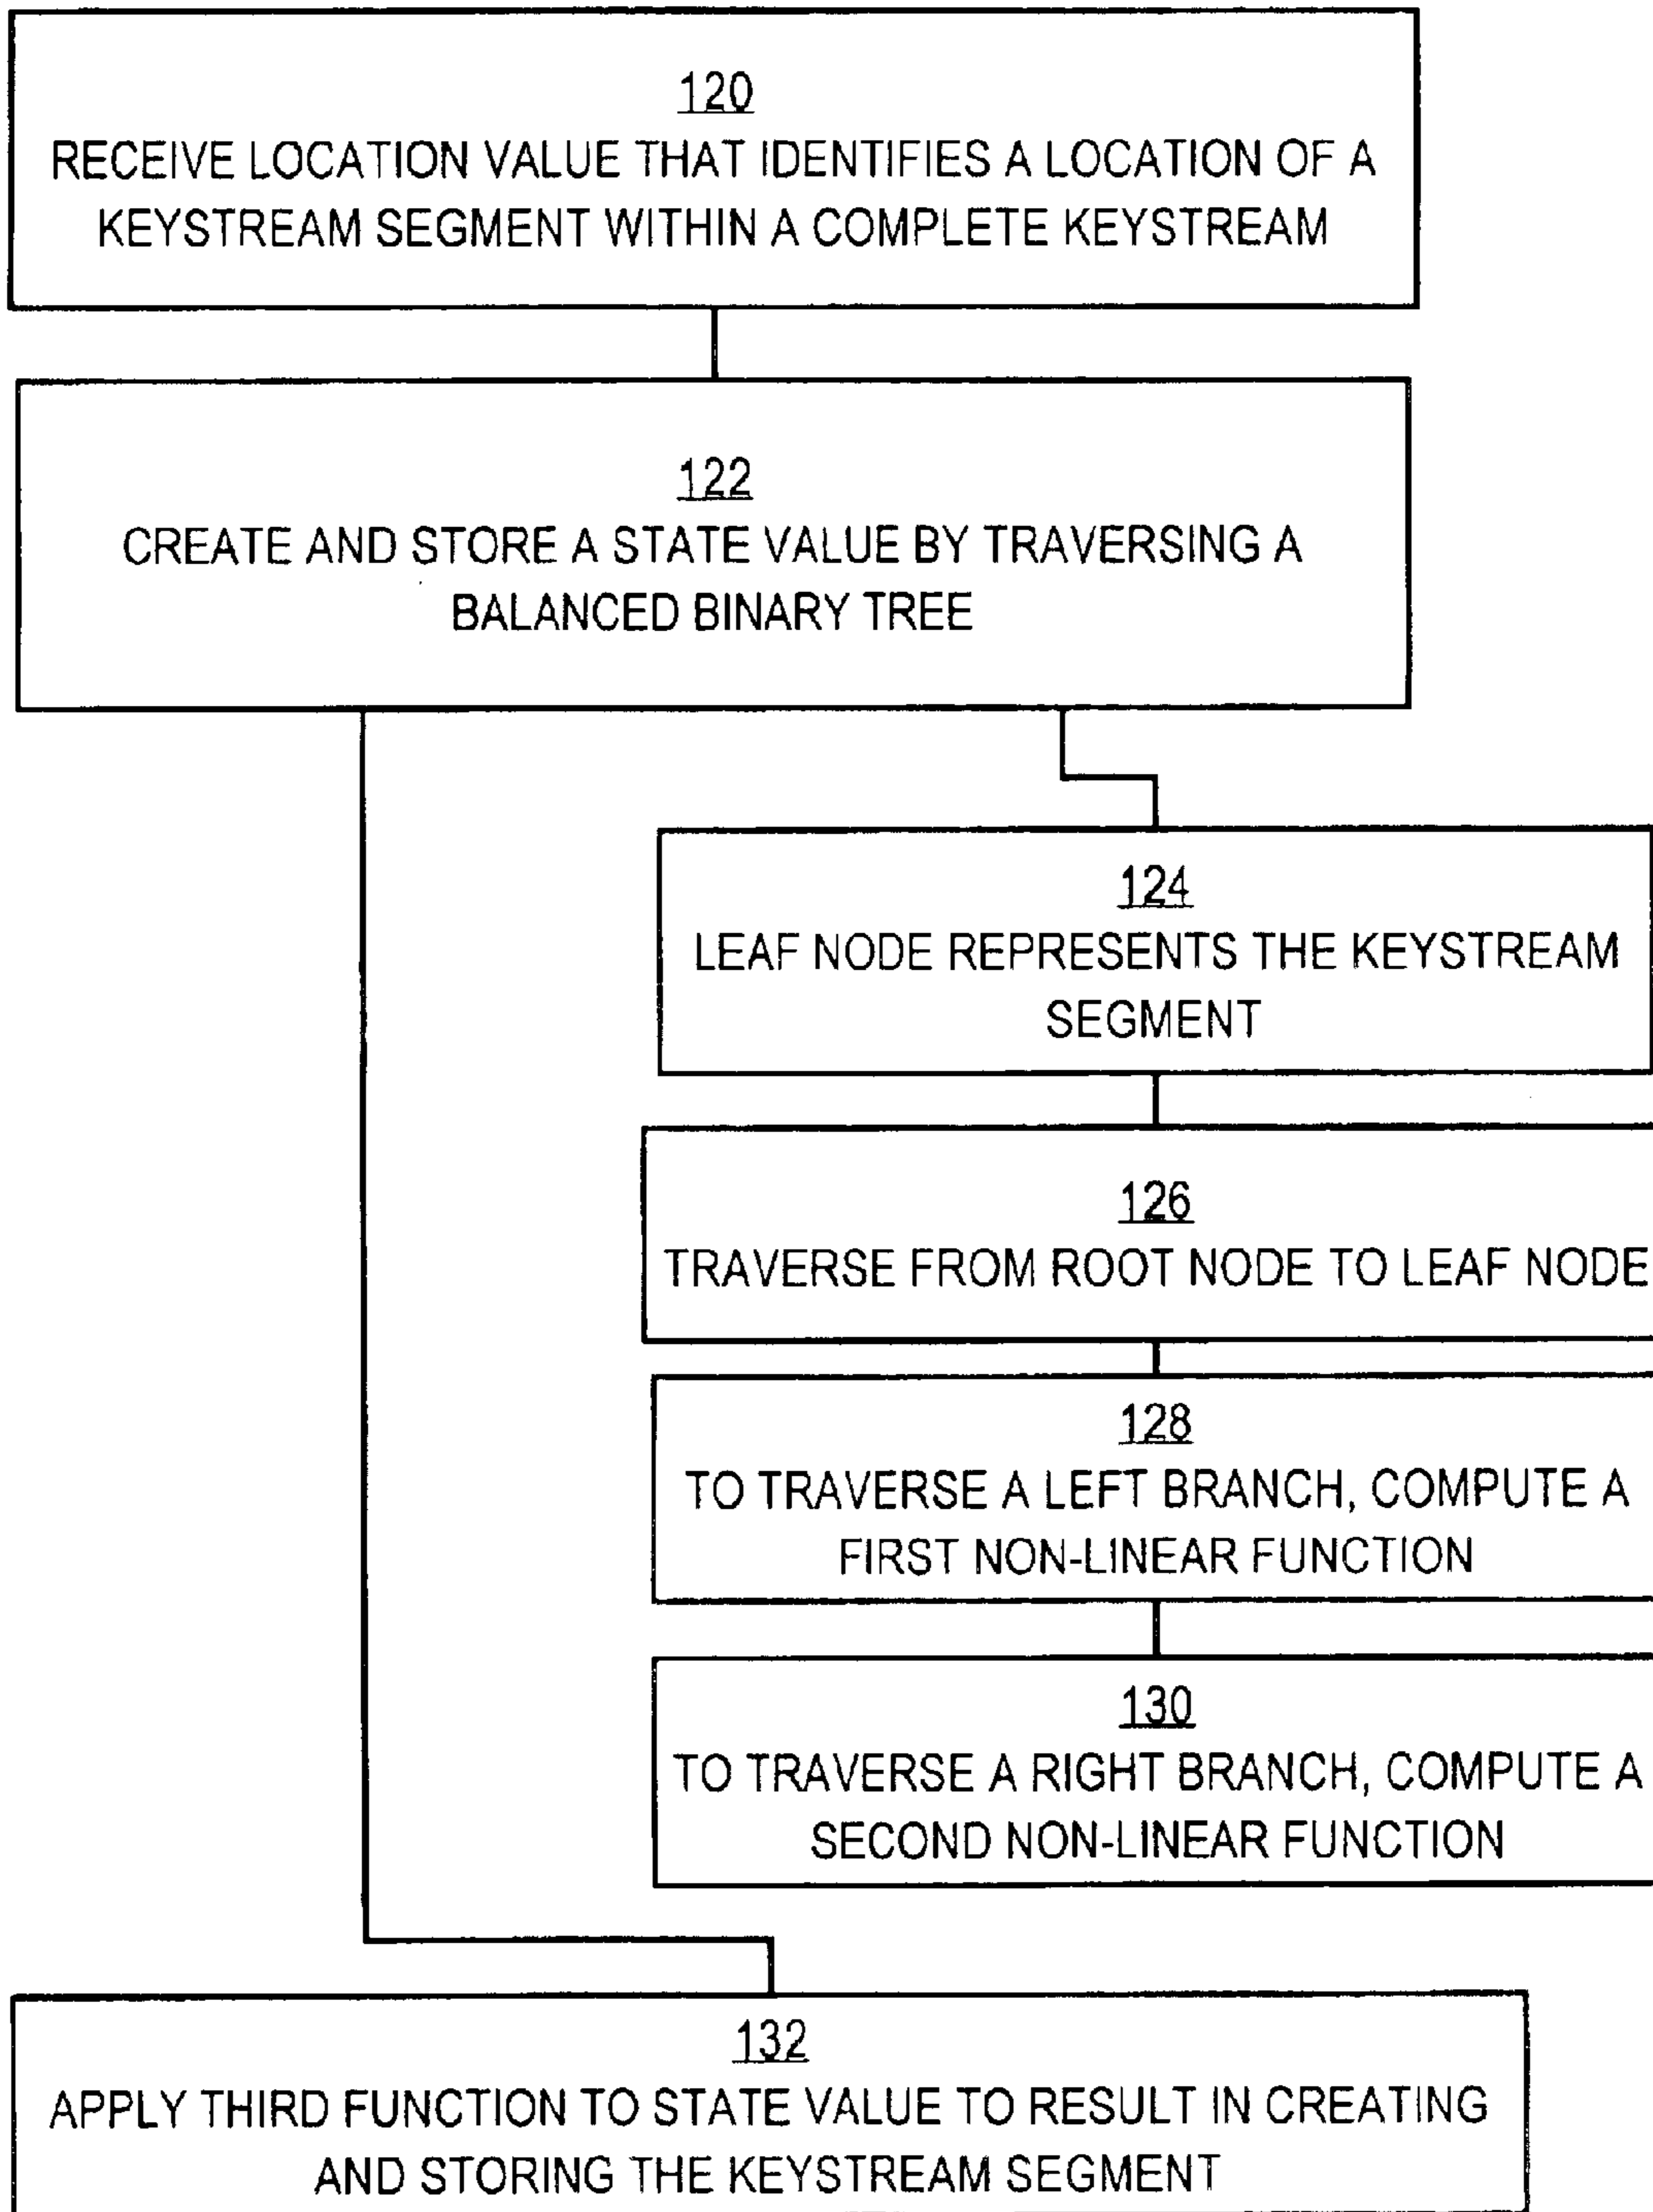 120
RECEIVE LOCATION VALUE THAT IDENTIFIES A LOCATION OF A
KEYSTREAM SEGMENT WITHIN A COMPLETE KEYSTREAM
122
CREATE AND STORE A STATE VALUE BY TRAVERSING A
BALANCED BINARY TREE
124
LEAF NODE REPRESENTS THE KEYSTREAM
SEGMENT
126
TRAVERSE FROM ROOT NODE TO LEAF NODE
128
TO TRAVERSE A LEFT BRANCH, COMPUTE A
FIRST NON-LINEAR FUNCTION
130
TO TRAVERSE A RIGHT BRANCH, COMPUTE A
SECOND NON-LINEAR FUNCTION
132
APPLY THIRD FUNCTION TO STATE VALUE TO RESULT IN CREATING
AND STORING THE KEYSTREAM SEGMENT